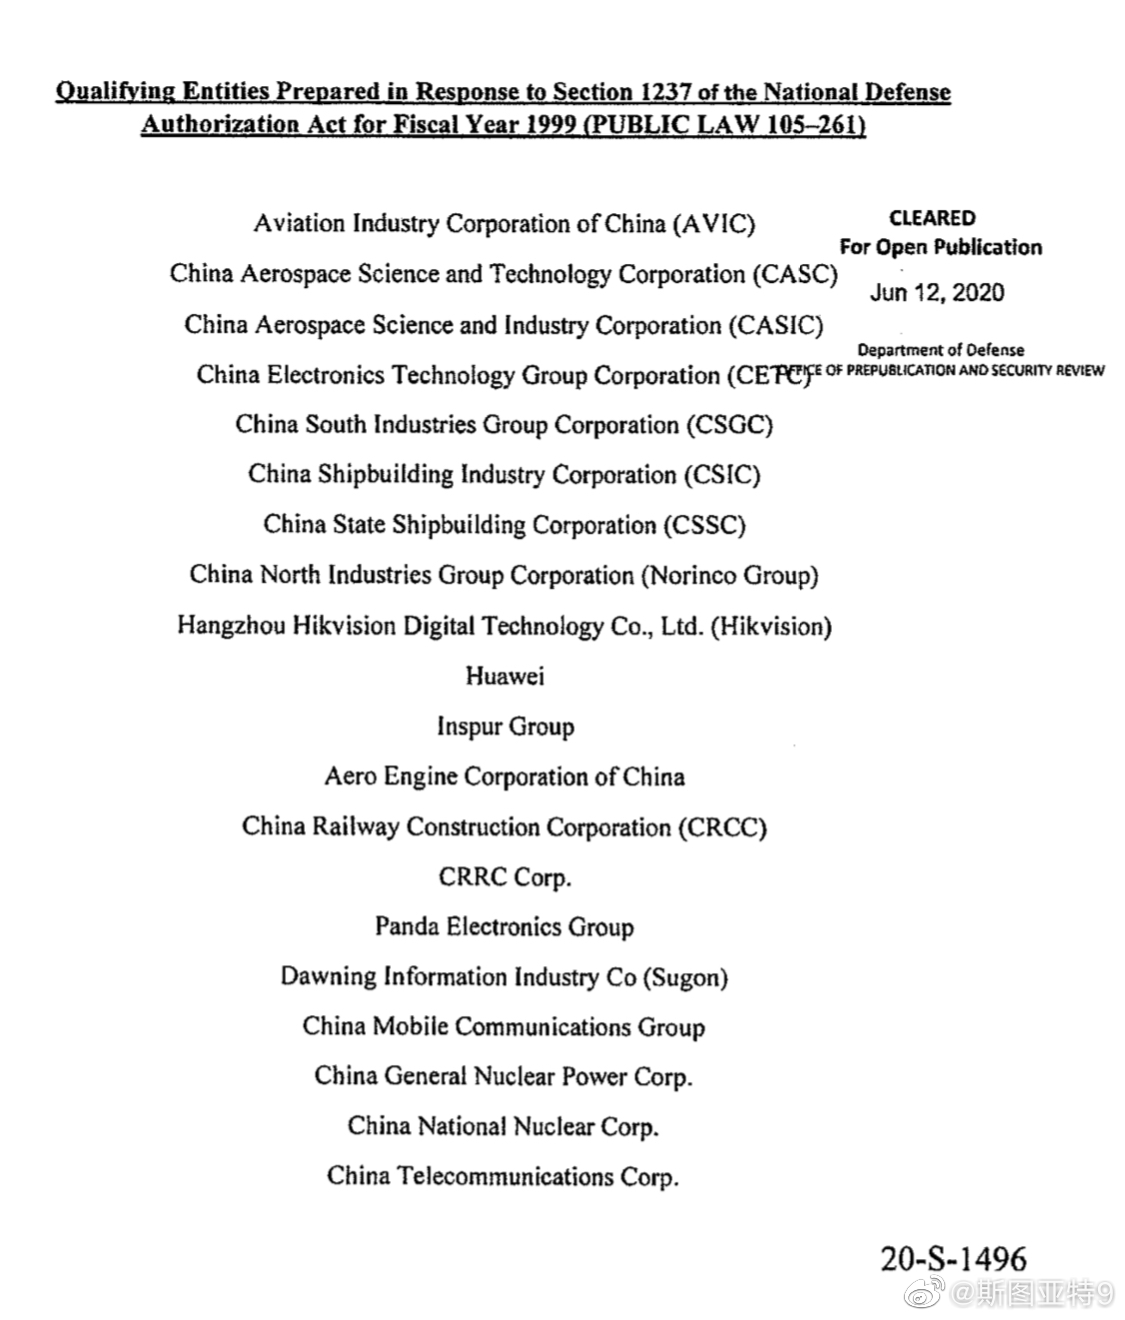 Qualifying Entities Prepared in Response to Section 1237 of the National Defense
Authorization Act for Fiscal Year 1999 (PUBLIC LAW 105–261)
Aviation Industry Corporation of China (AVIC)
CLEARED
For Open Publication
China Aerospace Science and Technology Corporation (CASC)
Jun 12, 2020
China Aerospace Science and Industry Corporation (CASIC)
Department of Defense
China Electronics Technology Group Corporation (CETC)
OF PREPUBLICATION AND SECURITY REVIEW
China South Industries Group Corporation (CSGC)
China Shipbuilding Industry Corporation (CSIC)
China State Shipbuilding Corporation (CSSC)
China North Industries Group Corporation (Norinco Group)
Hangzhou Hikvision Digital Technology Co., Ltd. (Hikvision)
Huawei
Inspur Group
Aero Engine Corporation of China
China Railway Construction Corporation (CRCC)
CRRC Corp.
Panda Electronics Group
Dawning Information Industry Co (Sugon)
China Mobile Communications Group
China General Nuclear Power Corp.
China National Nuclear Corp.
China Telecommunications Corp.
20-S-1496
@斯图亚特9